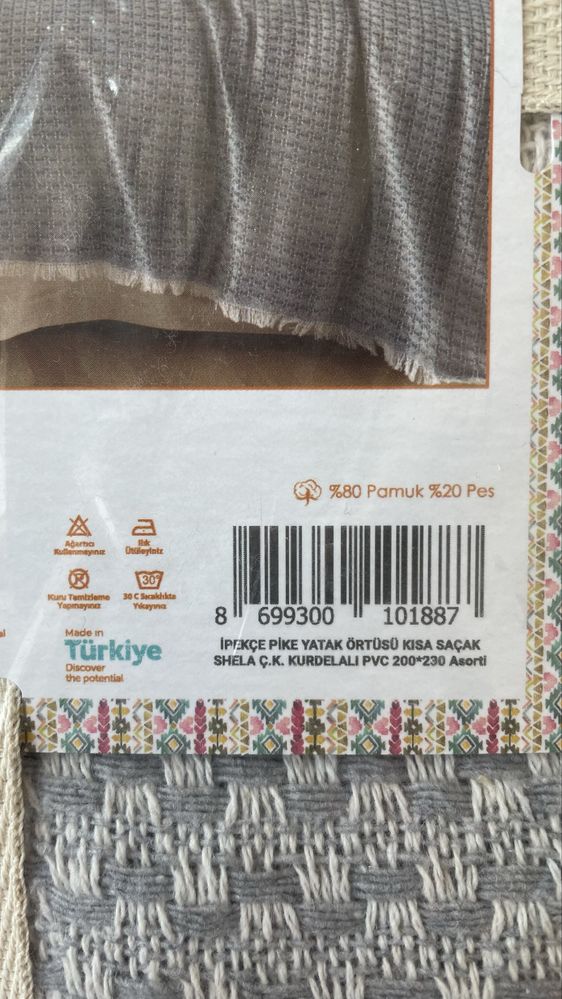 %80 Pamuk %20 Pes
Ağartıcı
Kullanmayınız
Ilık
Ütüleyiniz
Kuru Temizleme
Yapmayınız
30°
30 C Sıcaklıkta
Yıkayınız
Made in
Türkiye
Discover
the potential
8 699300 101887
İPEKÇE PİKE YATAK ÖRTÜSÜ KISA SAÇAK
SHELA Ç.K. KURDELALI PVC 200*230 Asorti